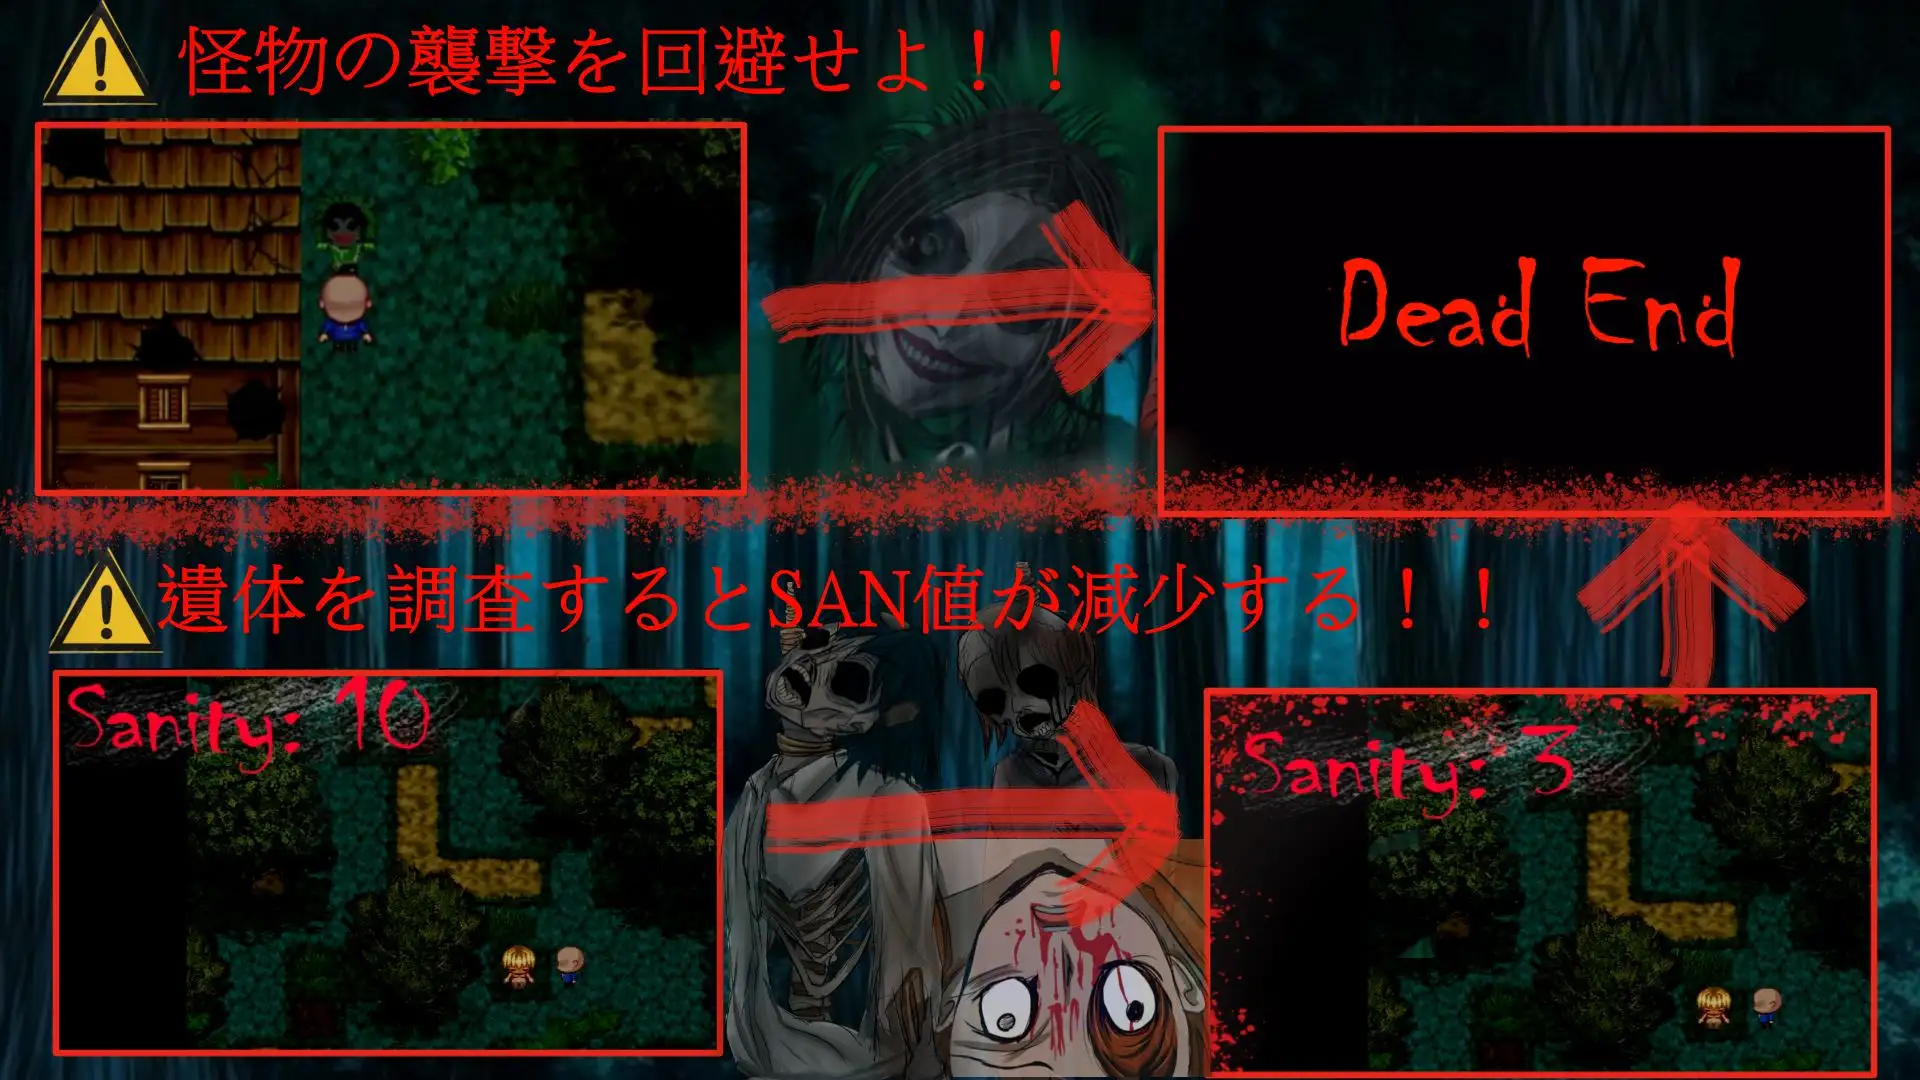 怪物の襲撃を回避せよ！！
Dead End
遺体を調査するとSAN値が減少する！！
Sanity: 10
Sanity: 3